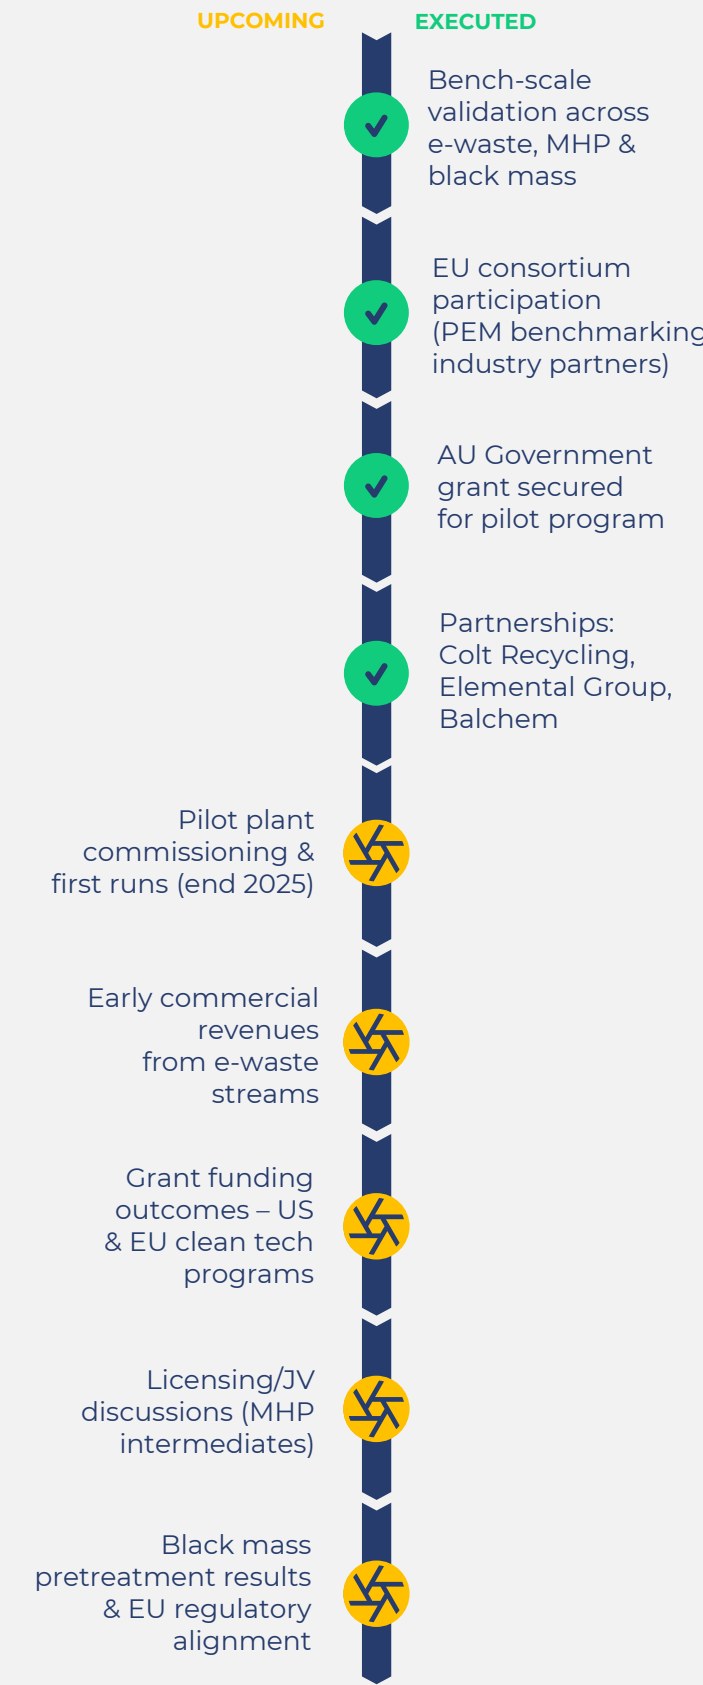 UPCOMING
EXECUTED
Bench-scale
validation across
e-waste, MHP &
black mass
EU consortium
participation
(PEM benchmarking
industry partners)
AU Government
grant secured
for pilot program
Partnerships:
Colt Recycling,
Elemental Group,
Balchem
Pilot plant
commissioning &
first runs (end 2025)
Early commercial
revenues
from e-waste
streams
Grant funding
outcomes – US
& EU clean tech
programs
Licensing/JV
discussions (MHP
intermediates)
Black mass
pretreatment results
& EU regulatory
alignment